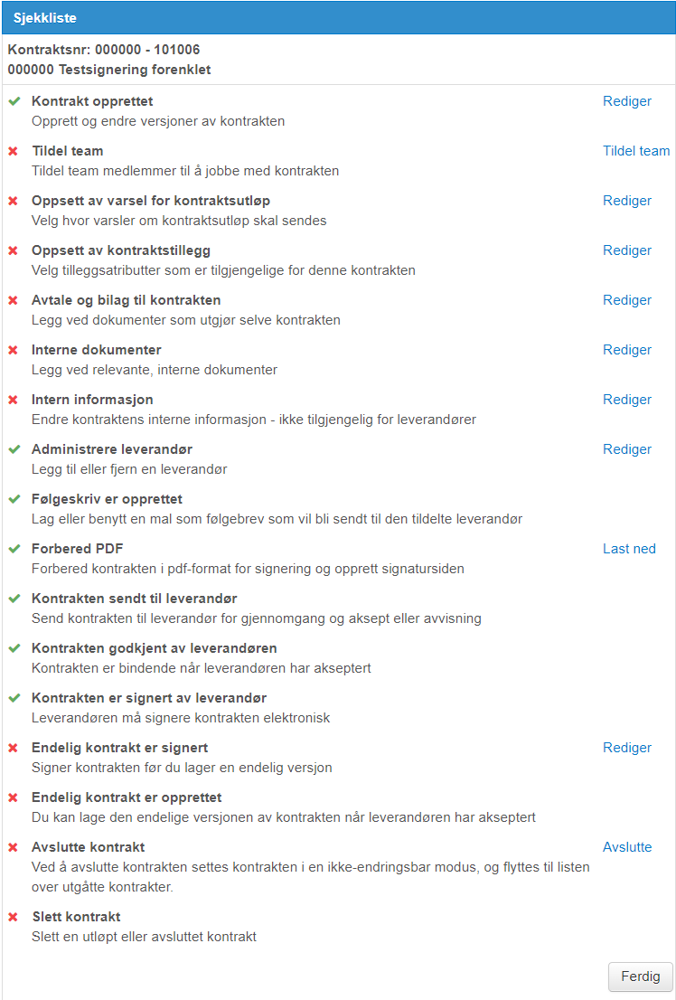 Sjekkliste
Kontraktsnr: 000000 - 101006
000000 Testsignering forenklet
Kontrakt opprettet Rediger
Opprett og endre versjoner av kontrakten
Tildel team Tildel team
Tildel team medlemmer til å jobbe med kontrakten
Oppsett av varsel for kontraktsutløp Rediger
Velg hvor varsler om kontraktsutløp skal sendes
Oppsett av kontraktstillegg Rediger
Velg tilleggsatributter som er tilgjengelige for denne kontrakten
Avtale og bilag til kontrakten Rediger
Legg ved dokumenter som utgjør selve kontrakten
Interne dokumenter Rediger
Legg ved relevante, interne dokumenter
Intern informasjon Rediger
Endre kontraktens interne informasjon - ikke tilgjengelig for leverandører
Administrere leverandør Rediger
Legg til eller fjern en leverandør
Følgeskriv er opprettet
Lag eller benytt en mal som følgebrev som vil bli sendt til den tildelte leverandør
Forbered PDF Last ned
Forbered kontrakten i pdf-format for signering og opprett signatursiden
Kontrakten sendt til leverandør
Send kontrakten til leverandør for gjennomgang og aksept eller avvisning
Kontrakten godkjent av leverandøren
Kontrakten er bindende når leverandøren har akseptert
Kontrakten er signert av leverandør
Leverandøren må signere kontrakten elektronisk
Endelig kontrakt er signert Rediger
Signer kontrakten før du lager en endelig versjon
Endelig kontrakt er opprettet
Du kan lage den endelige versjonen av kontrakten når leverandøren har akseptert
Avslutte kontrakt Avslutte
Ved å avslutte kontrakten settes kontrakten i en ikke-endringsbar modus, og flyttes til listen
over utgåtte kontrakter.
Slett kontrakt
Slett en utløpt eller avsluttet kontrakt
Ferdig